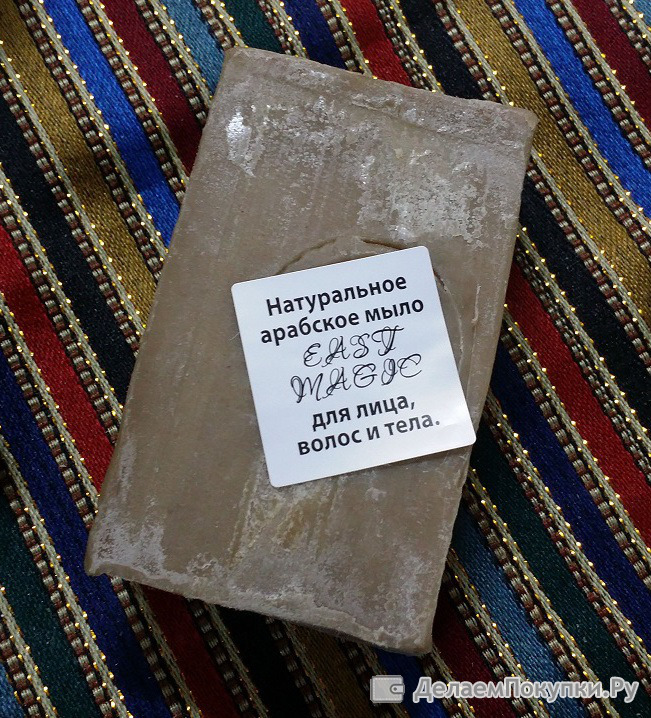 Натуральное
арабское мыло
EAST
MAGIC
для лица,
волос и тела.
ДелаемПокупки.Ру